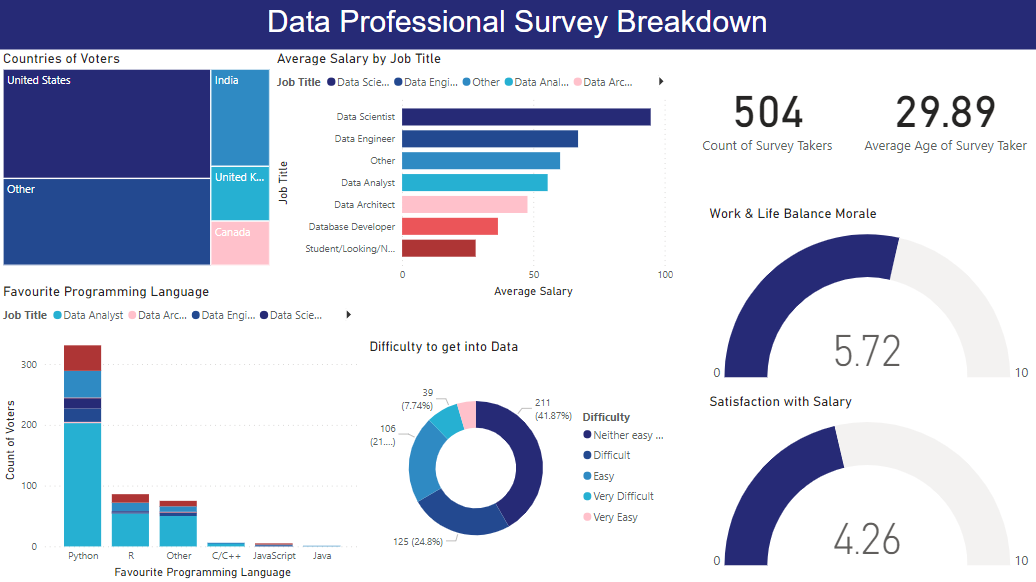 Data Professional Survey Breakdown
Countries of Voters
United States
India
Other
United K...
Canada
Average Salary by Job Title
Job Title Data Scie... Data Engi... Other Data Anal... Data Arc...
Job Title
Data Scientist
Data Engineer
Other
Data Analyst
Data Architect
Database Developer
Student/Looking/N...
0 50 100
Average Salary
504
Count of Survey Takers
29.89
Average Age of Survey Taker
Favourite Programming Language
Job Title Data Analyst Data Arc... Data Engi... Data Scie...
Count of Voters
300
200
100
0
Python R Other C/C++ JavaScript Java
Favourite Programming Language
Difficulty to get into Data
39
(7.74%)
211
(41.87%)
106
(21....)
125 (24.8%)
Difficulty
Neither easy ...
Difficult
Easy
Very Difficult
Very Easy
Work & Life Balance Morale
5.72
0 10
Satisfaction with Salary
4.26
0 10